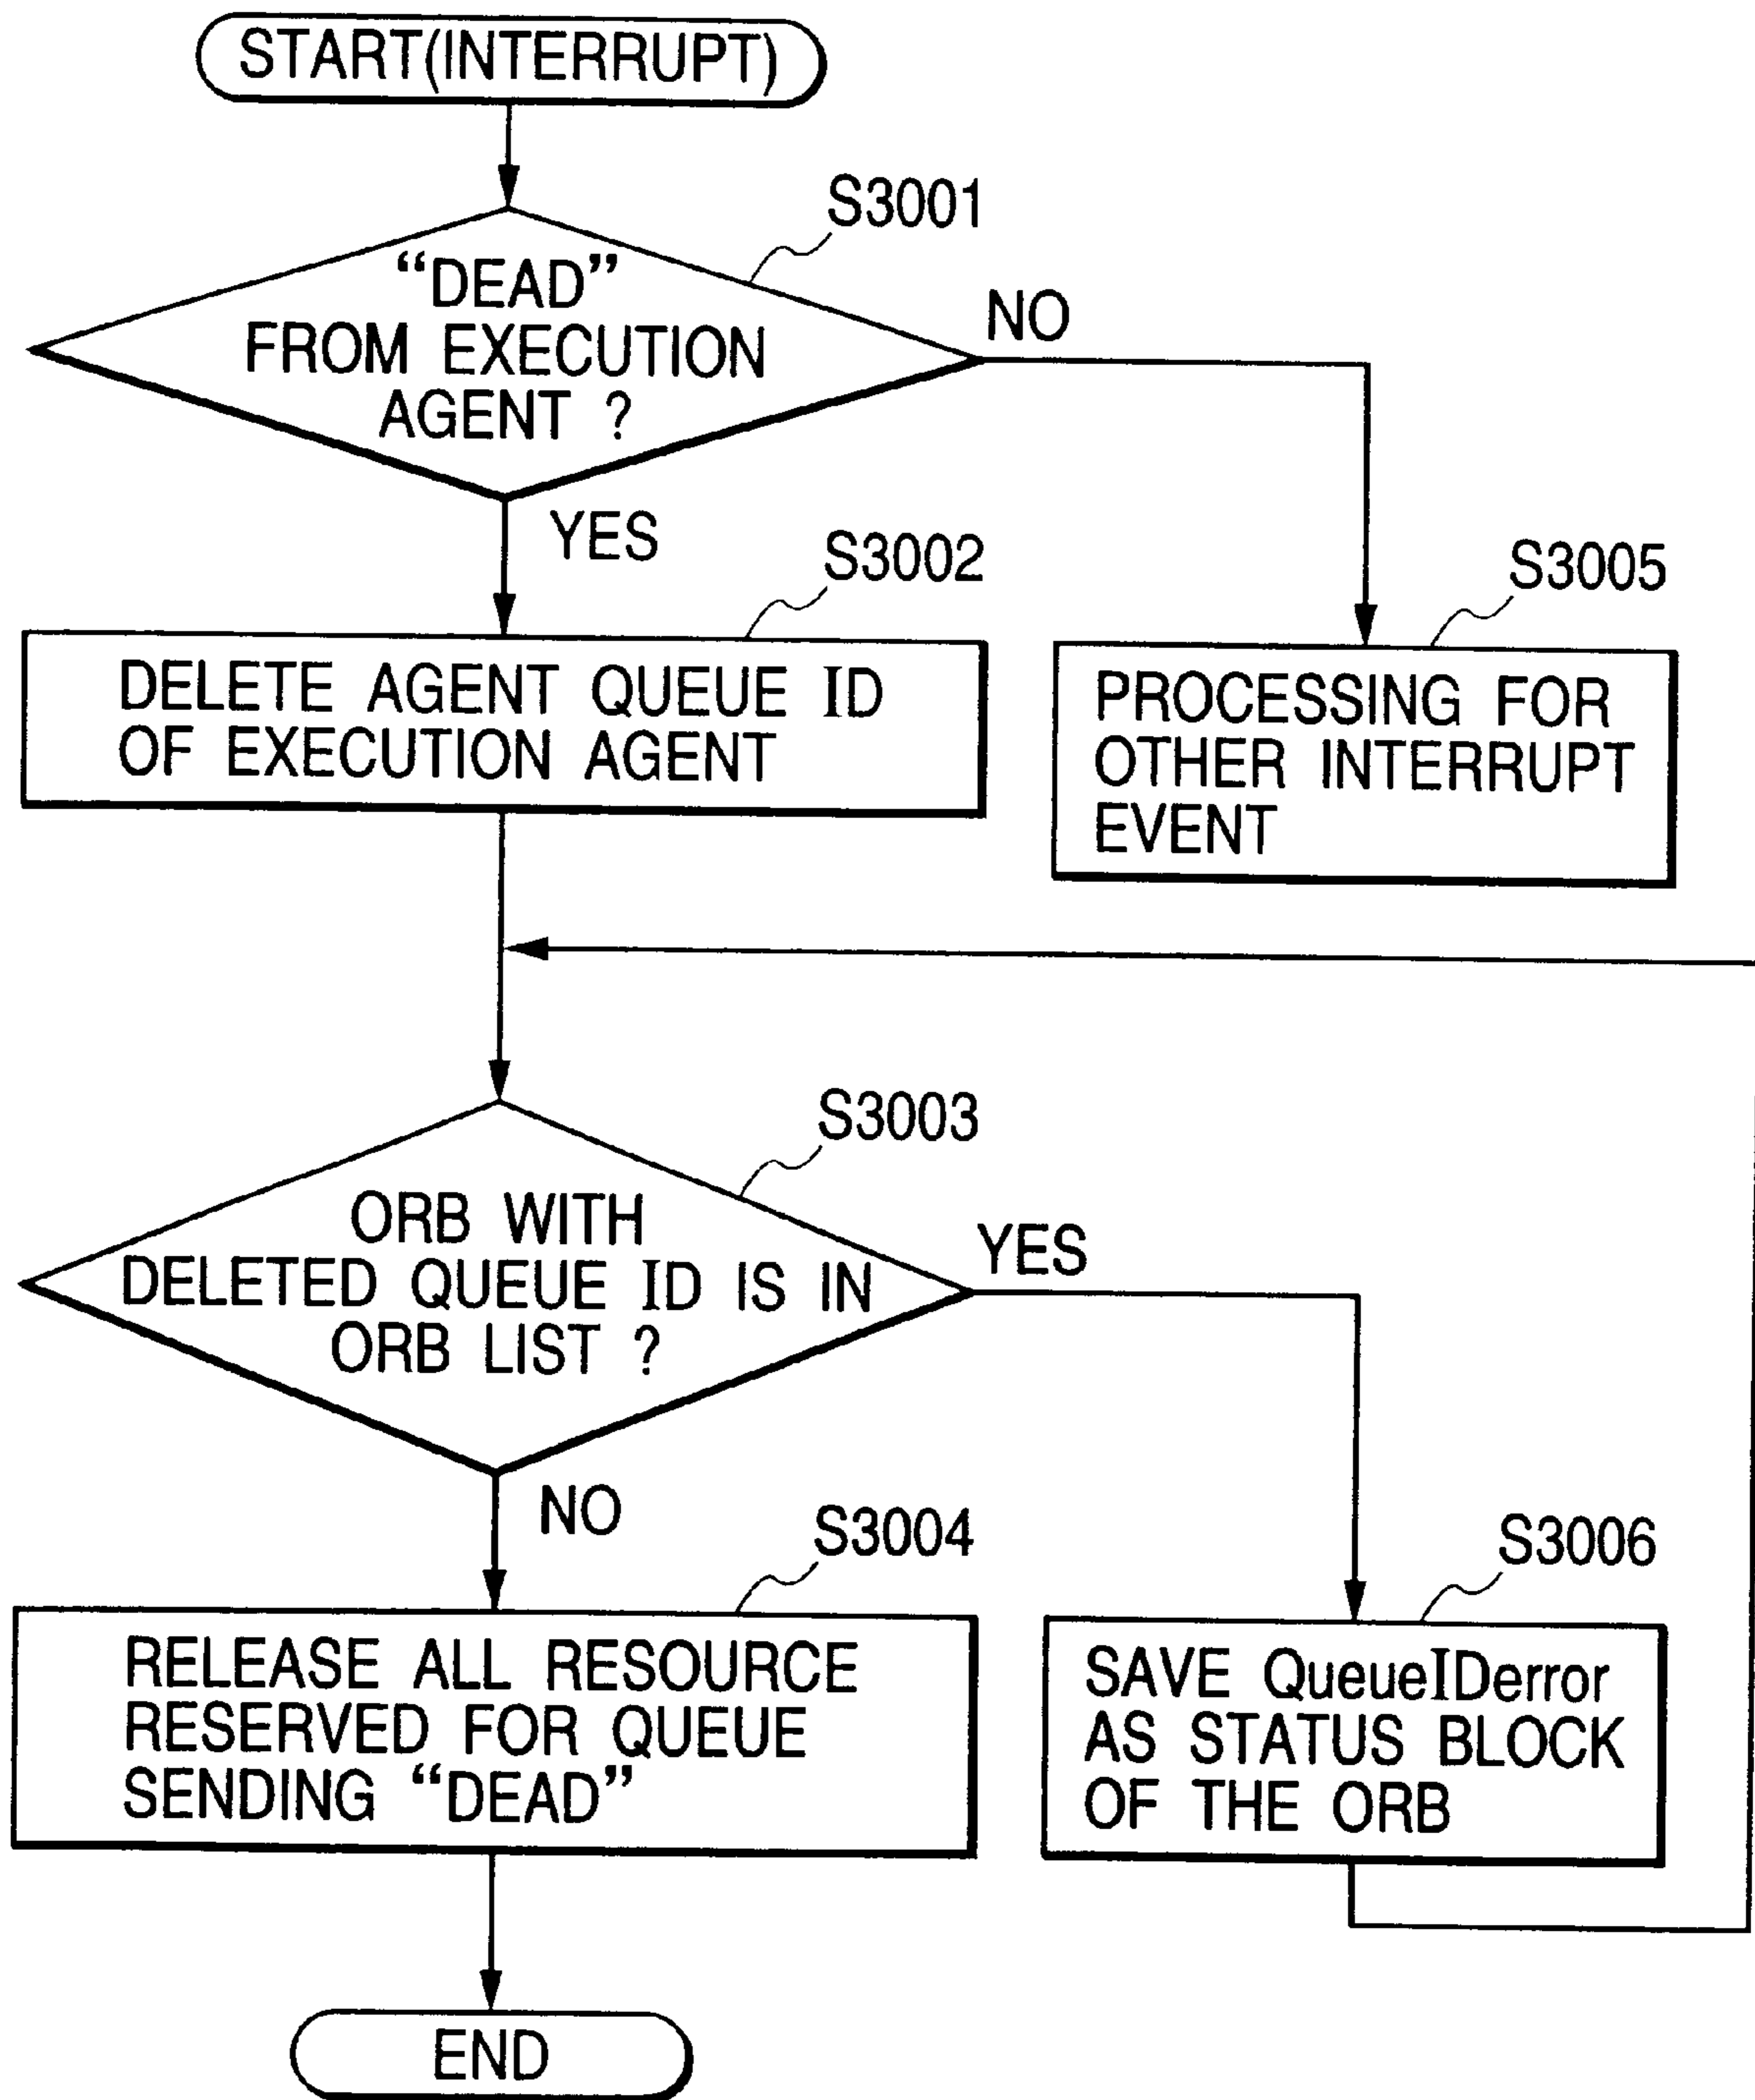 START(INTERRUPT)
S3001
“DEAD”
FROM EXECUTION
AGENT ?
NO
YES
S3002
DELETE AGENT QUEUE ID
OF EXECUTION AGENT
S3005
PROCESSING FOR
OTHER INTERRUPT
EVENT
S3003
ORB WITH
DELETED QUEUE ID IS IN
ORB LIST ?
YES
NO
S3004
RELEASE ALL RESOURCE
RESERVED FOR QUEUE
SENDING “DEAD”
S3006
SAVE QueueIDerror
AS STATUS BLOCK
OF THE ORB
END